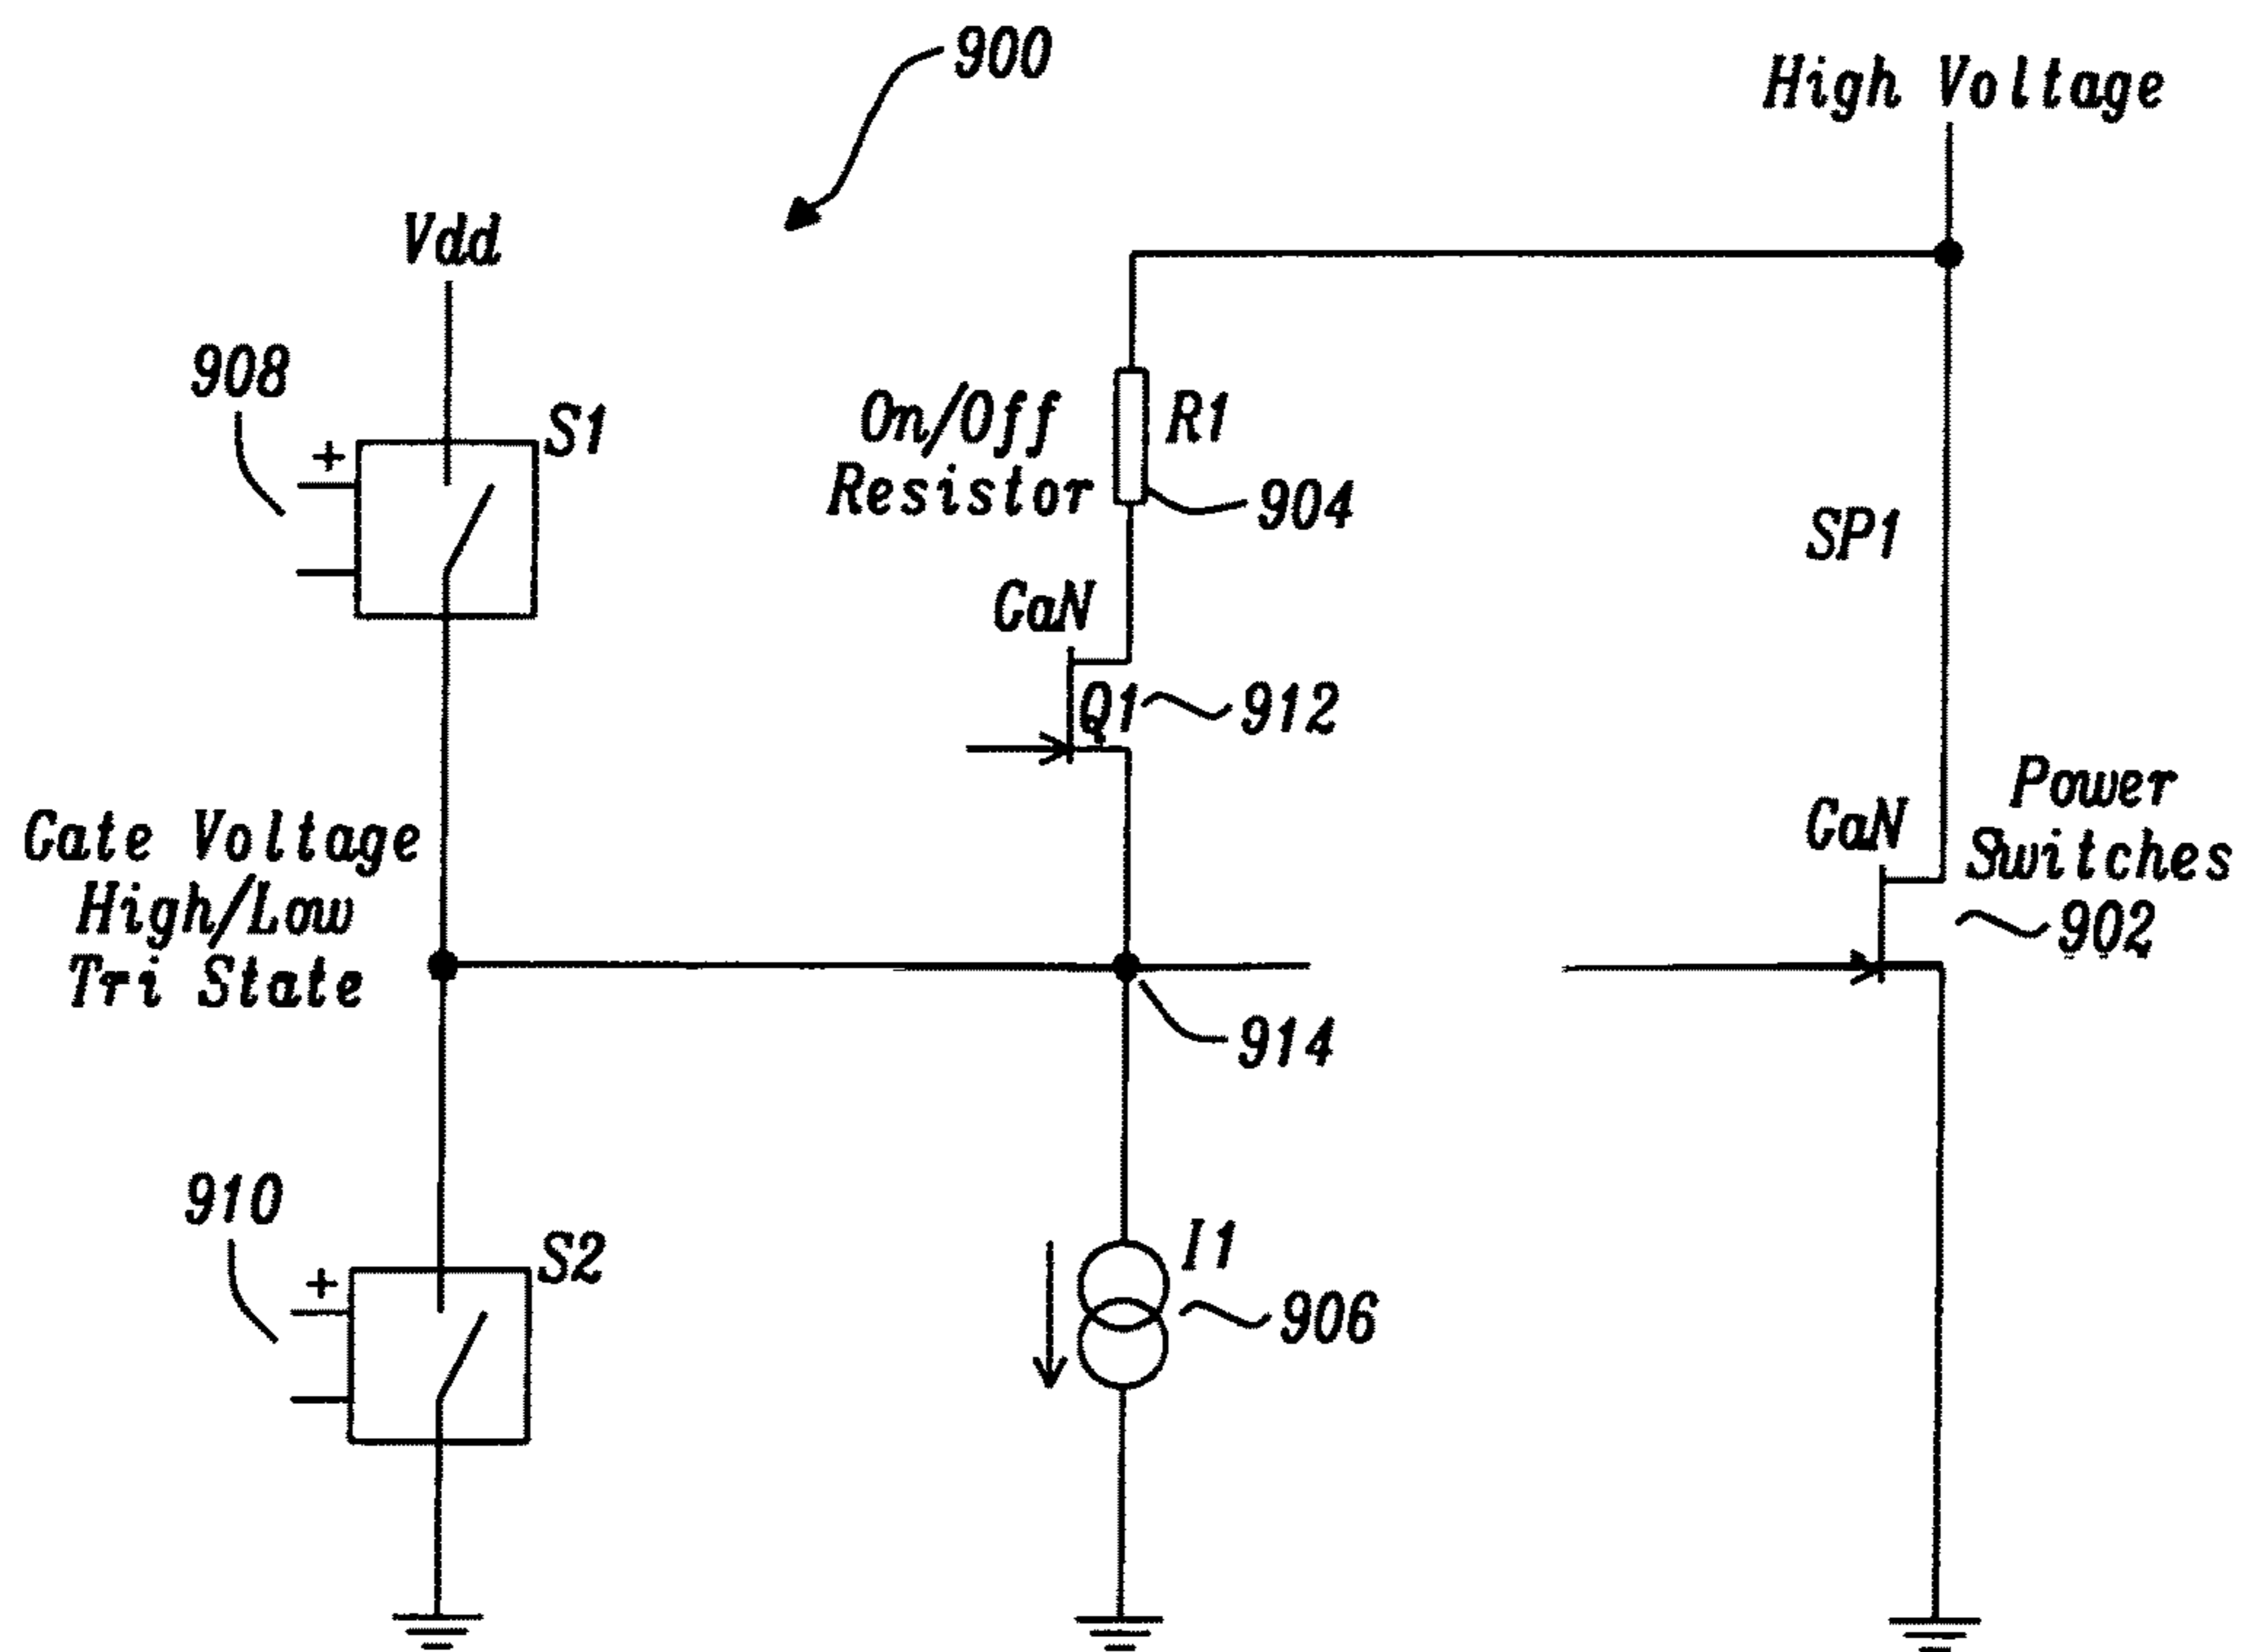 900
High Voltage
Vdd
908
+
S1
On/Off
Resistor
R1
904
SP1
GaN
Q1
912
Gate Voltage
High/Low
Tri State
GaN
Power
Switches
902
914
910
+
S2
I1
906